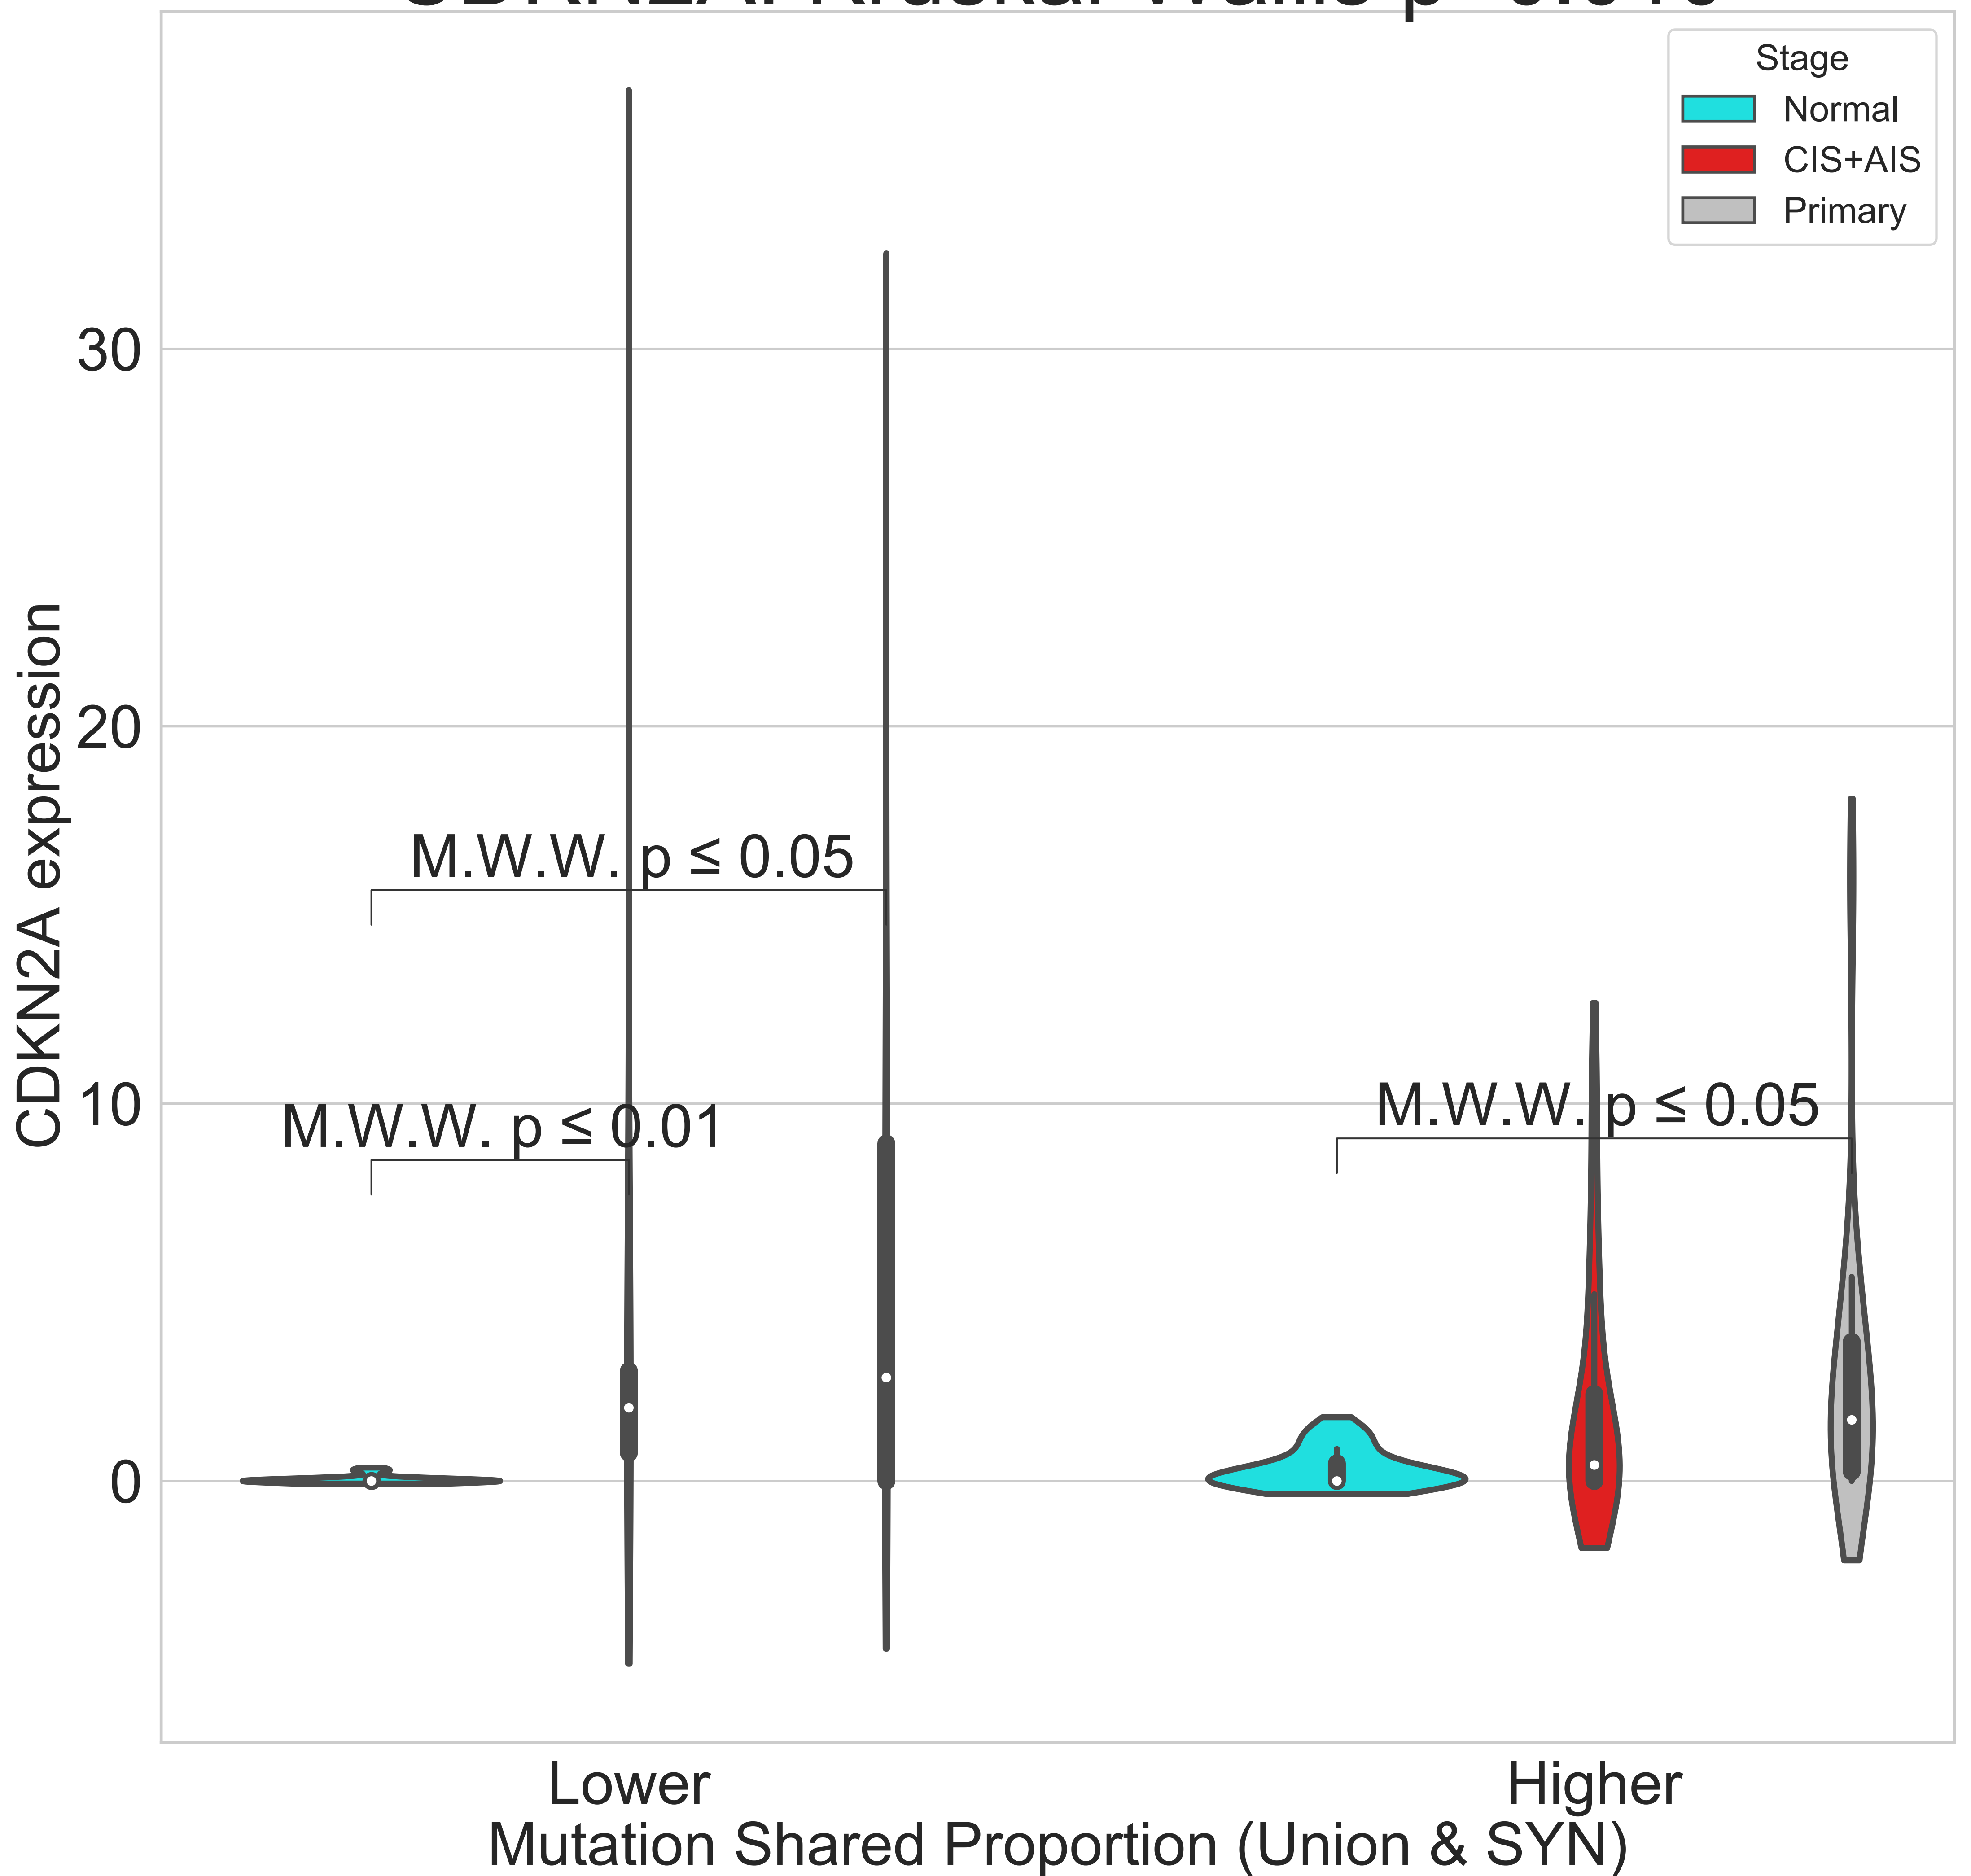 Stage
Normal
CIS+AIS
Primary
30
20
10
0
CDKN2A expression
M.W.W. p ≤ 0.05
M.W.W. p ≤ 0.01
M.W.W. p ≤ 0.05
Lower
Higher
Mutation Shared Proportion (Union & SYN)